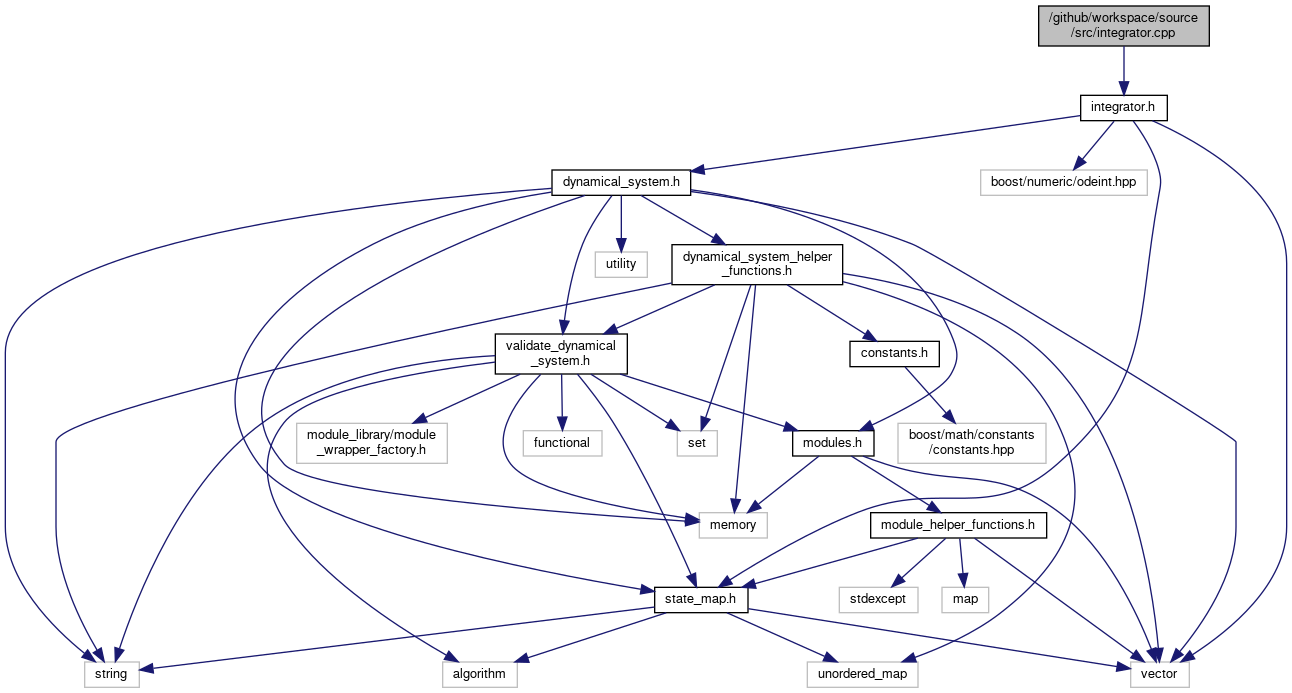 /github/workspace/source
/src/integrator.cpp
integrator.h
dynamical_system.h
boost/numeric/odeint.hpp
utility
dynamical_system_helper
_functions.h
validate_dynamical
_system.h
constants.h
module_library/module
_wrapper_factory.h
functional
set
modules.h
boost/math/constants
/constants.hpp
memory
module_helper_functions.h
state_map.h
stdexcept
map
string
algorithm
unordered_map
vector